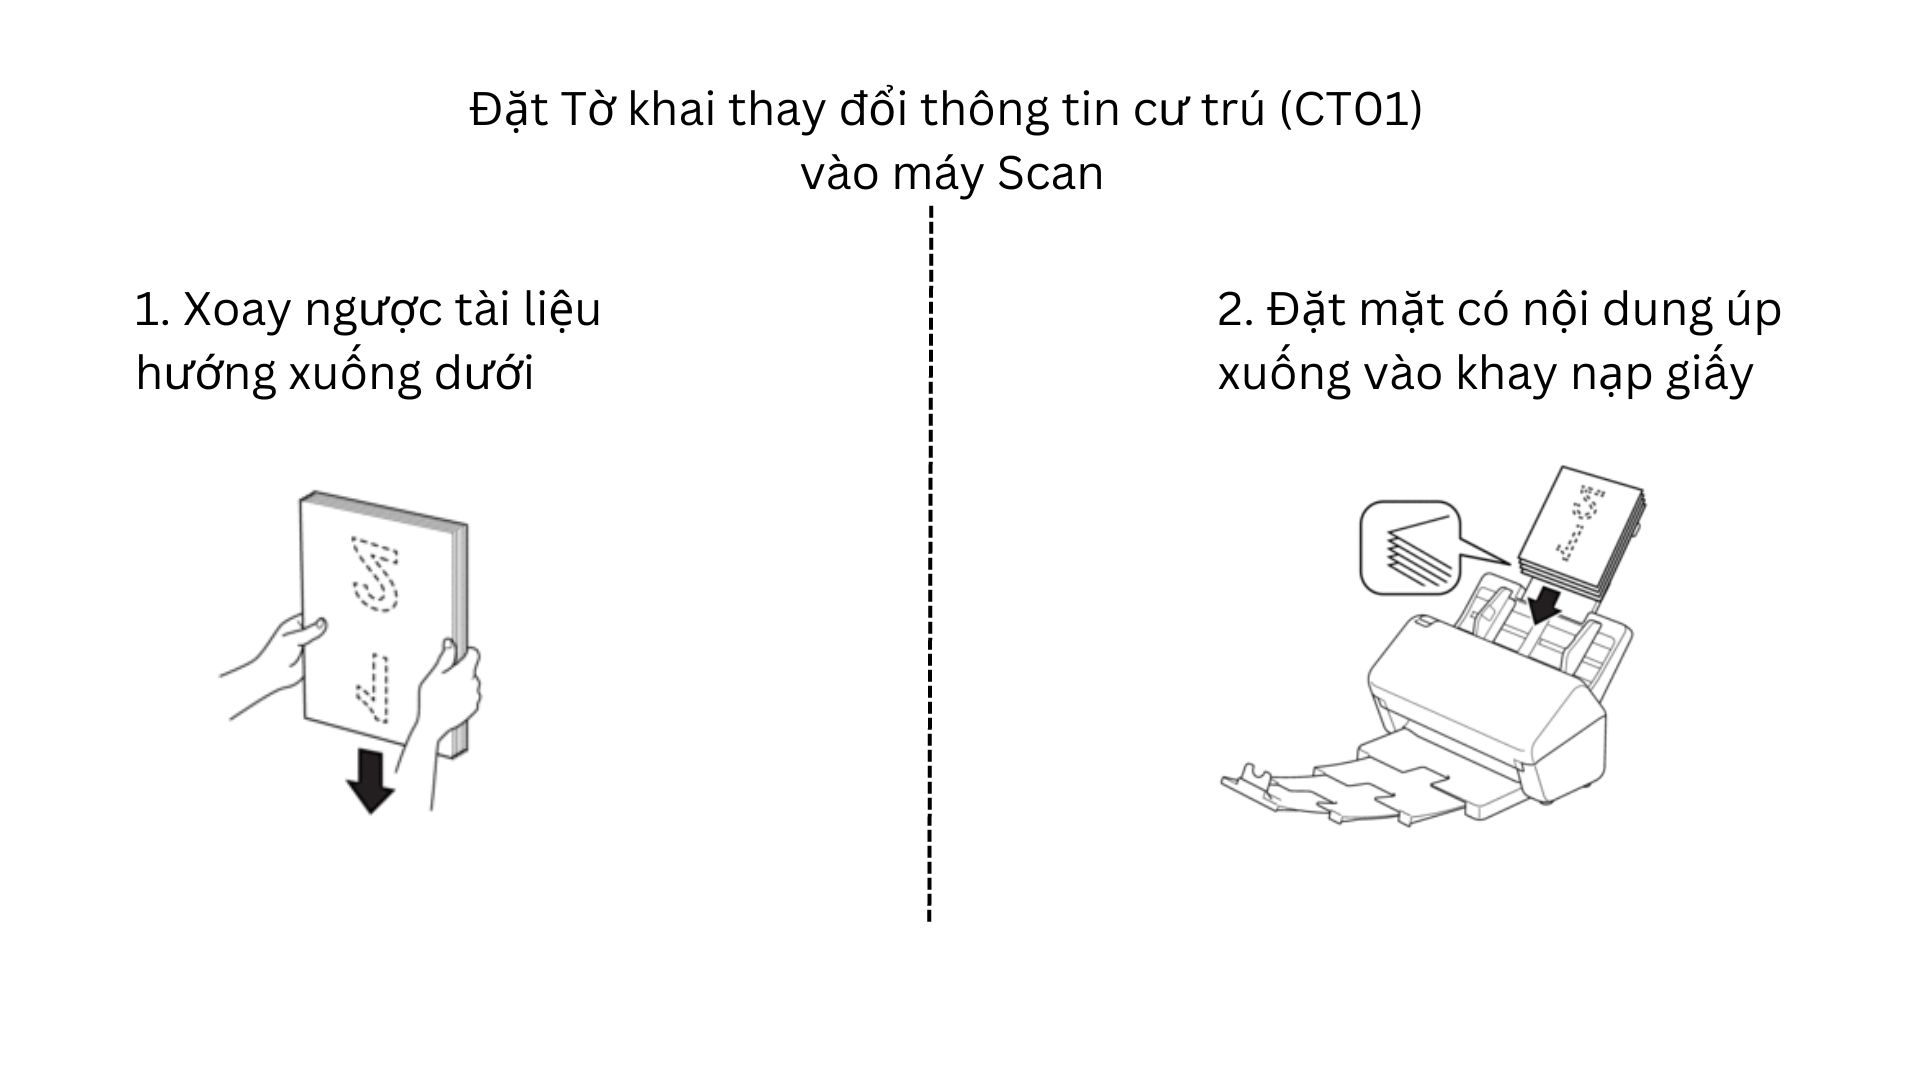 Đặt Tờ khai thay đổi thông tin cư trú (CT01)
vào máy Scan
1. Xoay ngược tài liệu
hướng xuống dưới
2. Đặt mặt có nội dung úp
xuống vào khay nạp giấy